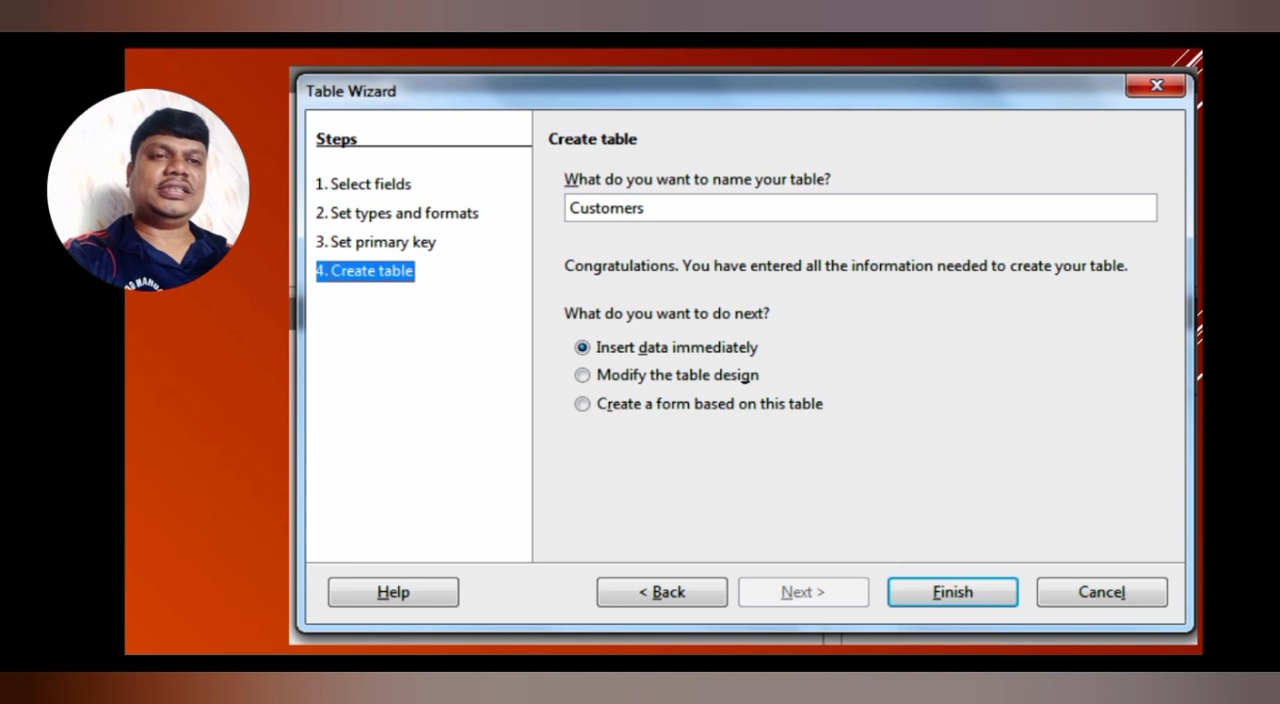 Table Wizard
Steps
1. Select fields
2. Set types and formats
3. Set primary key
4. Create table
Create table
What do you want to name your table?
Customers
Congratulations. You have entered all the information needed to create your table.
What do you want to do next?
Insert data immediately
Modify the table design
Create a form based on this table
Help
< Back
Next >
Finish
Cancel